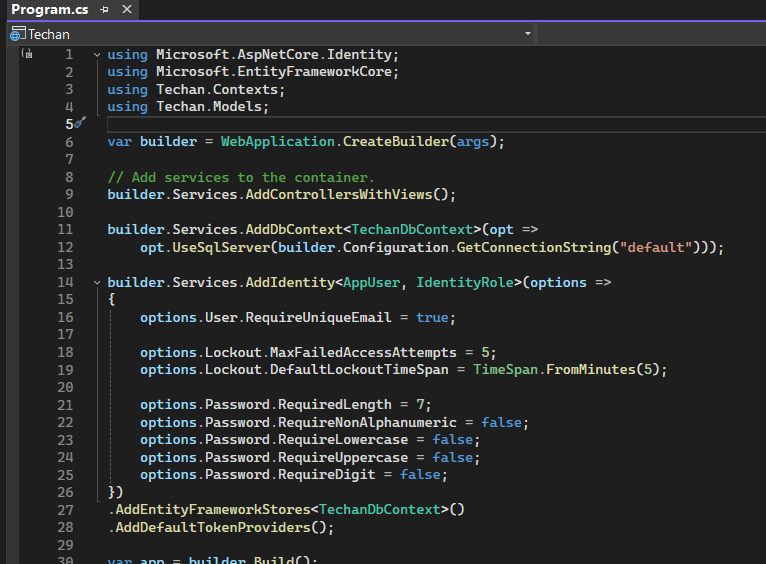 Program.cs
Techan
1 using Microsoft.AspNetCore.Identity;
2 using Microsoft.EntityFrameworkCore;
3 using Techan.Contexts;
4 using Techan.Models;
5
6 var builder = WebApplication.CreateBuilder(args);
7
8 // Add services to the container.
9 builder.Services.AddControllersWithViews();
10
11 builder.Services.AddDbContext<TechanDbContext>(opt =>
12     opt.UseSqlServer(builder.Configuration.GetConnectionString("default")));
13
14 builder.Services.AddIdentity<AppUser, IdentityRole>(options =>
15 {
16     options.User.RequireUniqueEmail = true;
17
18     options.Lockout.MaxFailedAccessAttempts = 5;
19     options.Lockout.DefaultLockoutTimeSpan = TimeSpan.FromMinutes(5);
20
21     options.Password.RequiredLength = 7;
22     options.Password.RequireNonAlphanumeric = false;
23     options.Password.RequireLowercase = false;
24     options.Password.RequireUppercase = false;
25     options.Password.RequireDigit = false;
26 })
27 .AddEntityFrameworkStores<TechanDbContext>()
28 .AddDefaultTokenProviders();
29
30 var app = builder.Build();